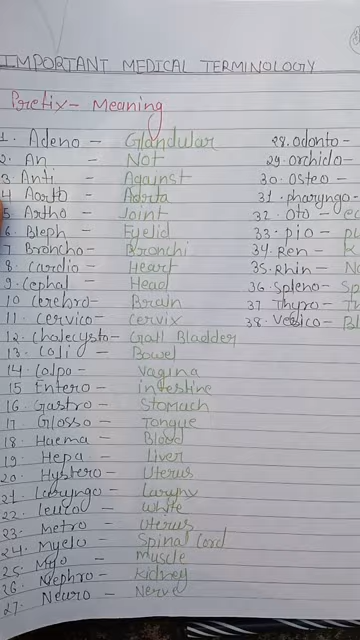 IMPORTANT MEDICAL TERMINOLOGY
Prefix - Meaning
1. Adeno - Glandular
2. An - Not
3 Anti - Against
4 Aorto - Aorta
5. Artho - Joint
6. Bleph - Eyelid
7. Broncho - Bronchi
8. Cardio - Heart
9. Cephal - Head
10 Cerebro - Brain
11. Cervico - Cervix
12. Cholecysto - Gall Bladder
13. Coli - Bowel
14. Colpo - Vagina
15 Entero - intestine
16. Gastro - Stomach
17. Glosso - Tongue
18. Haema - Blood
19. Hepa - Liver
20. Hystero - Uterus
21. Laryngo - Larynx
22. Leuco - White
23. Metro - Uterus
24. Myelo - Spinal Cord
25. Myo - Muscle
26. Nephro - Kidney
27. Neuro - Nerve
28. odonto -
29. orchido -
30. osteo -
31. pharyngo -
32. oto -
33. pio -
34. Ren -
35. Rhin -
36. Spleno -
37. Thyro -
38. Vesico -